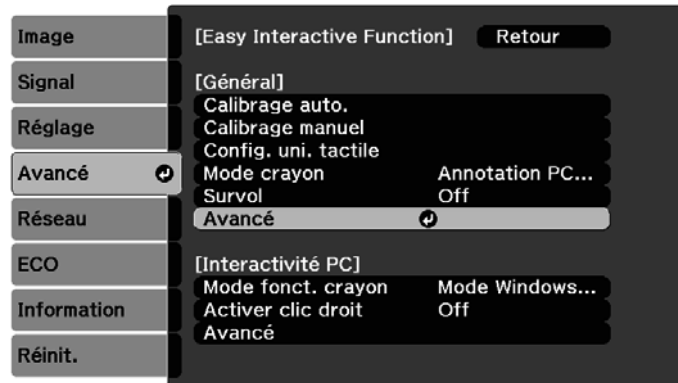 Image
Signal
Réglage
Avancé
Réseau
ECO
Information
Réinit.
[Easy Interactive Function] Retour
[Général]
Calibrage auto.
Calibrage manuel
Config. uni. tactile
Mode crayon Annotation PC...
Survol Off
Avancé
[Interactivité PC]
Mode fonct. crayon Mode Windows...
Activer clic droit Off
Avancé